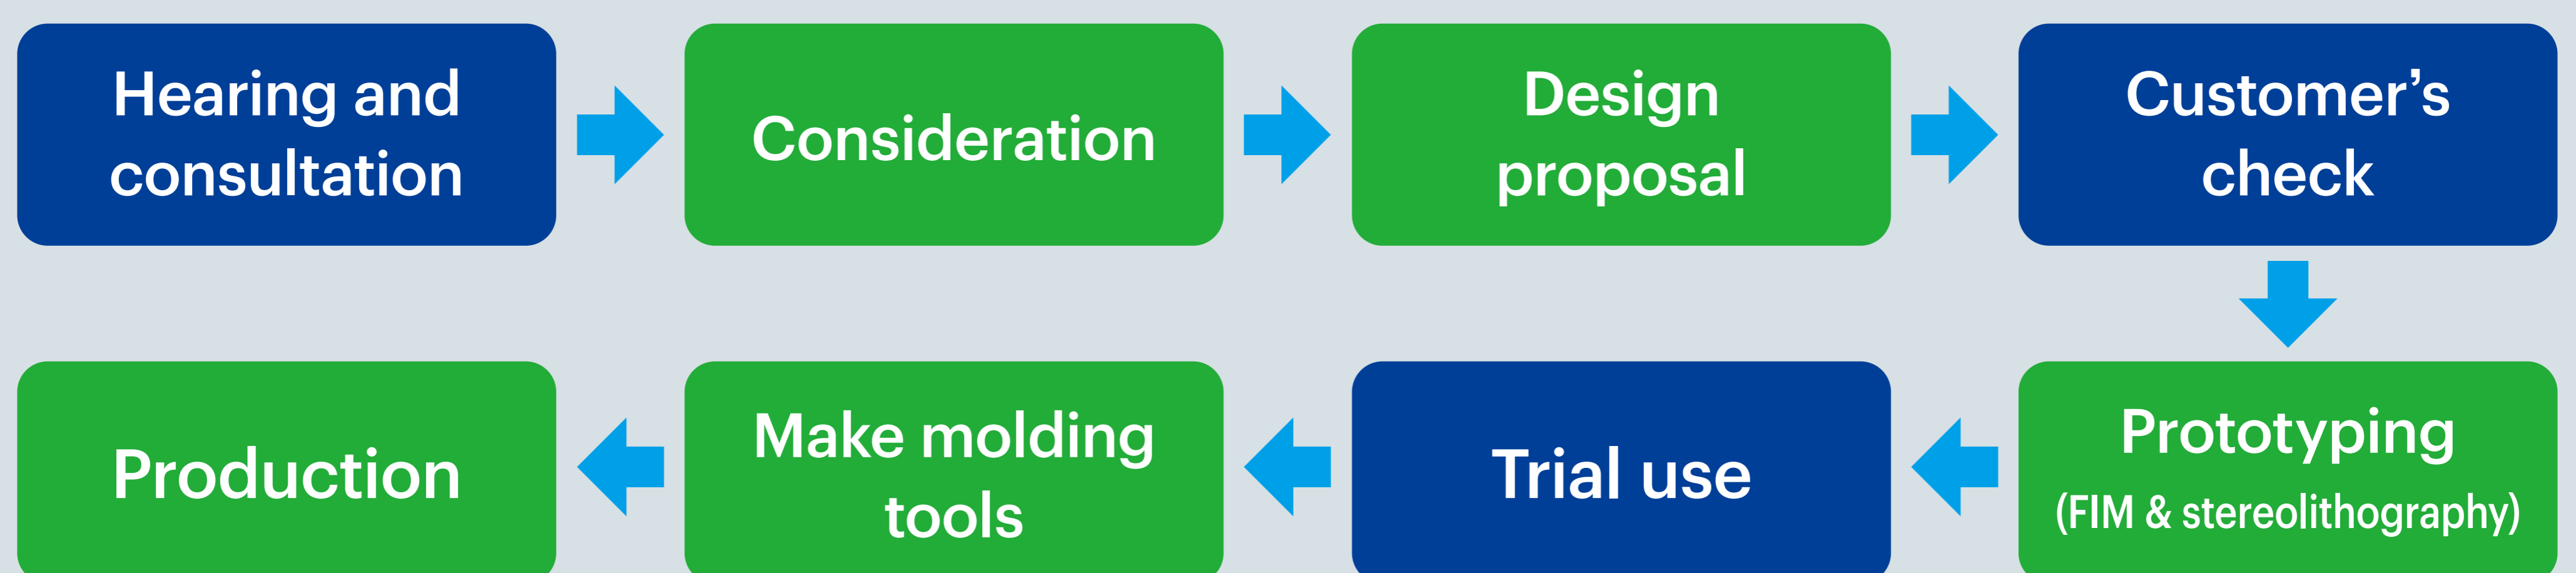 Hearing and
consultation
Consideration
Design
proposal
Customer’s
check
Prototyping
(FIM & stereolithography)
Trial use
Make molding
tools
Production